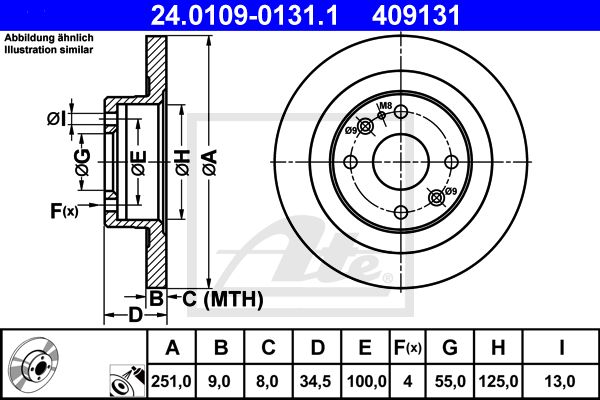 24.0109-0131.1 409131
Abbildung ähnlich
Illustration similar
ØI
ØG
ØE
ØH
ØA
F(x)
B
C (MTH)
D
M8
Ø9
Ø9
Ate
®
A B C D E F(x) G H I
251,0 9,0 8,0 34,5 100,0 4 55,0 125,0 13,0